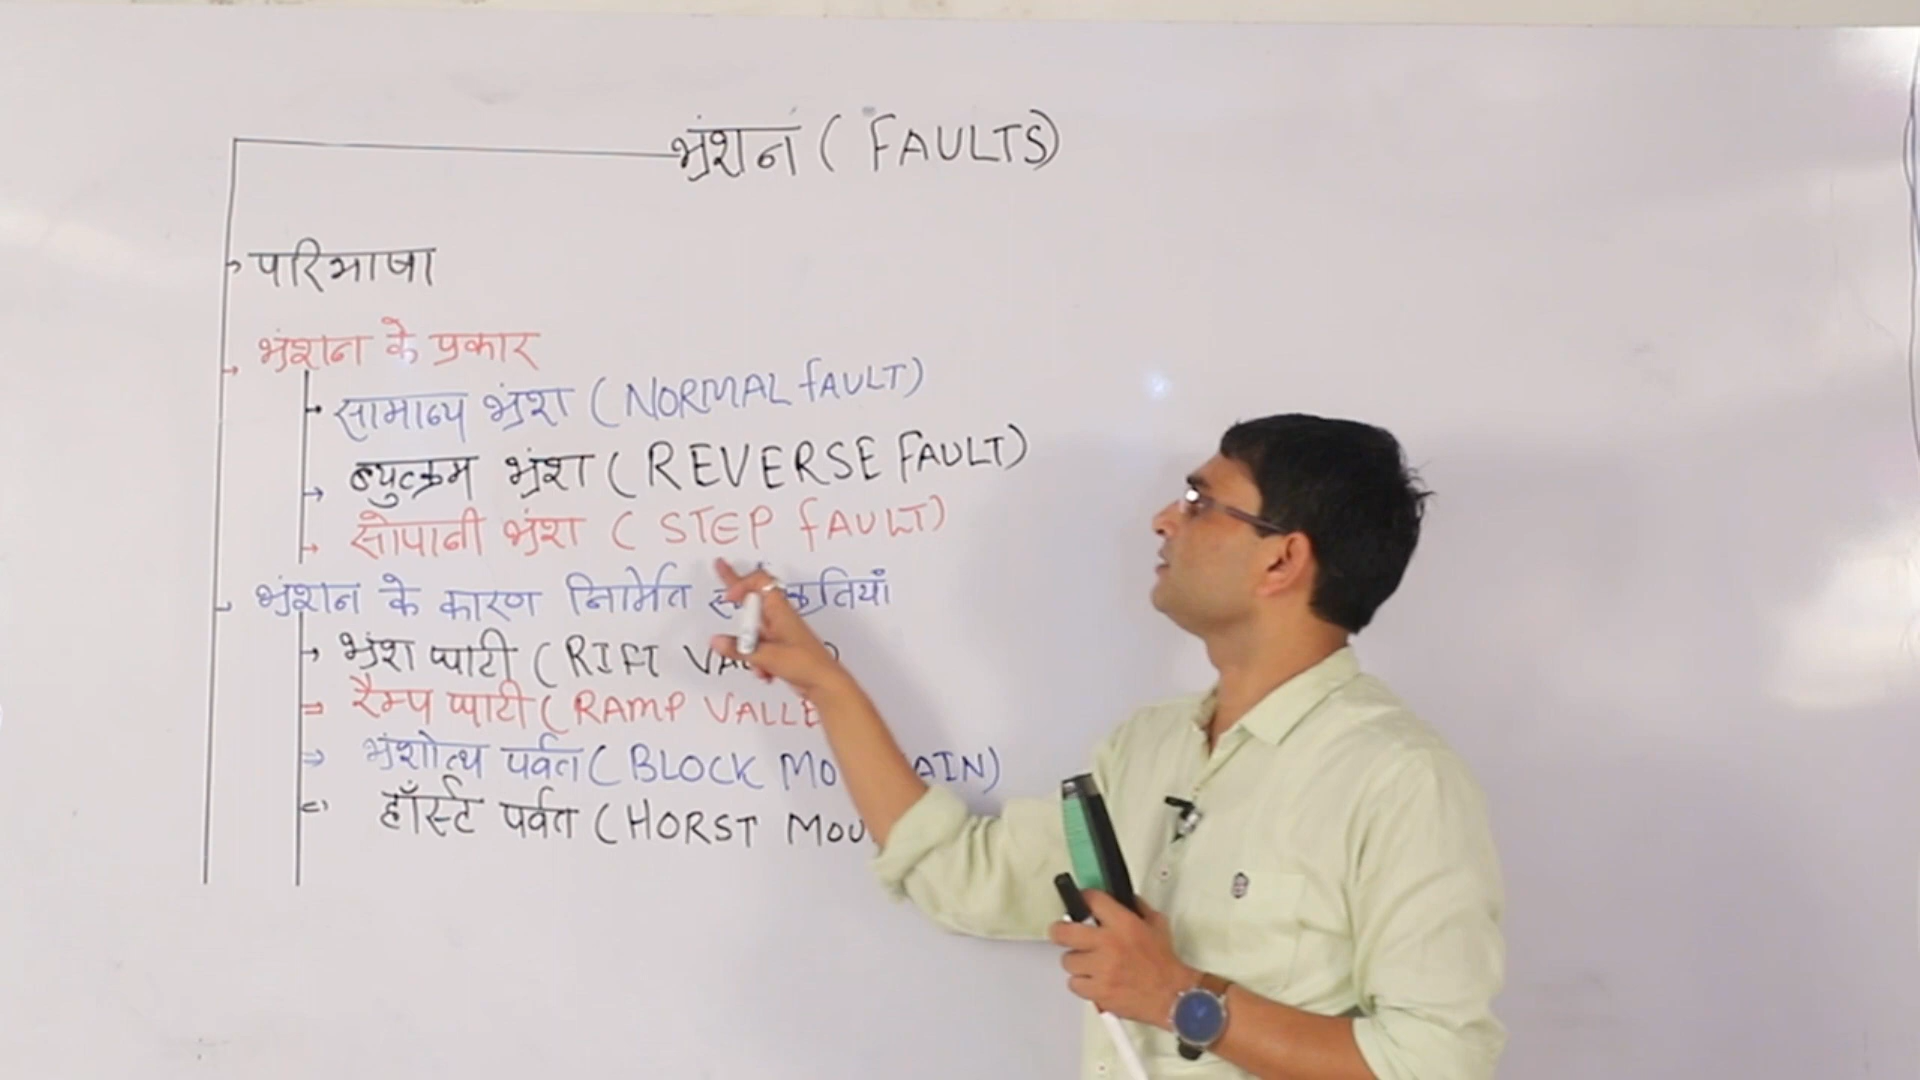 भ्रंशन ( FAULTS)
परिभाषा
भ्रंशन के प्रकार
सामान्य भ्रंश (NORMAL FAULT)
व्युत्क्रम भ्रंश (REVERSE FAULT)
सोपानी भ्रंश ( STEP FAULT)
भ्रंशन के कारण निर्मित
भ्रंश घाटी (RIFT
रैम्प घाटी (RAMP
भ्रंशोत्थ पर्वत (BLOCK
हॉर्स्ट पर्वत (HORST